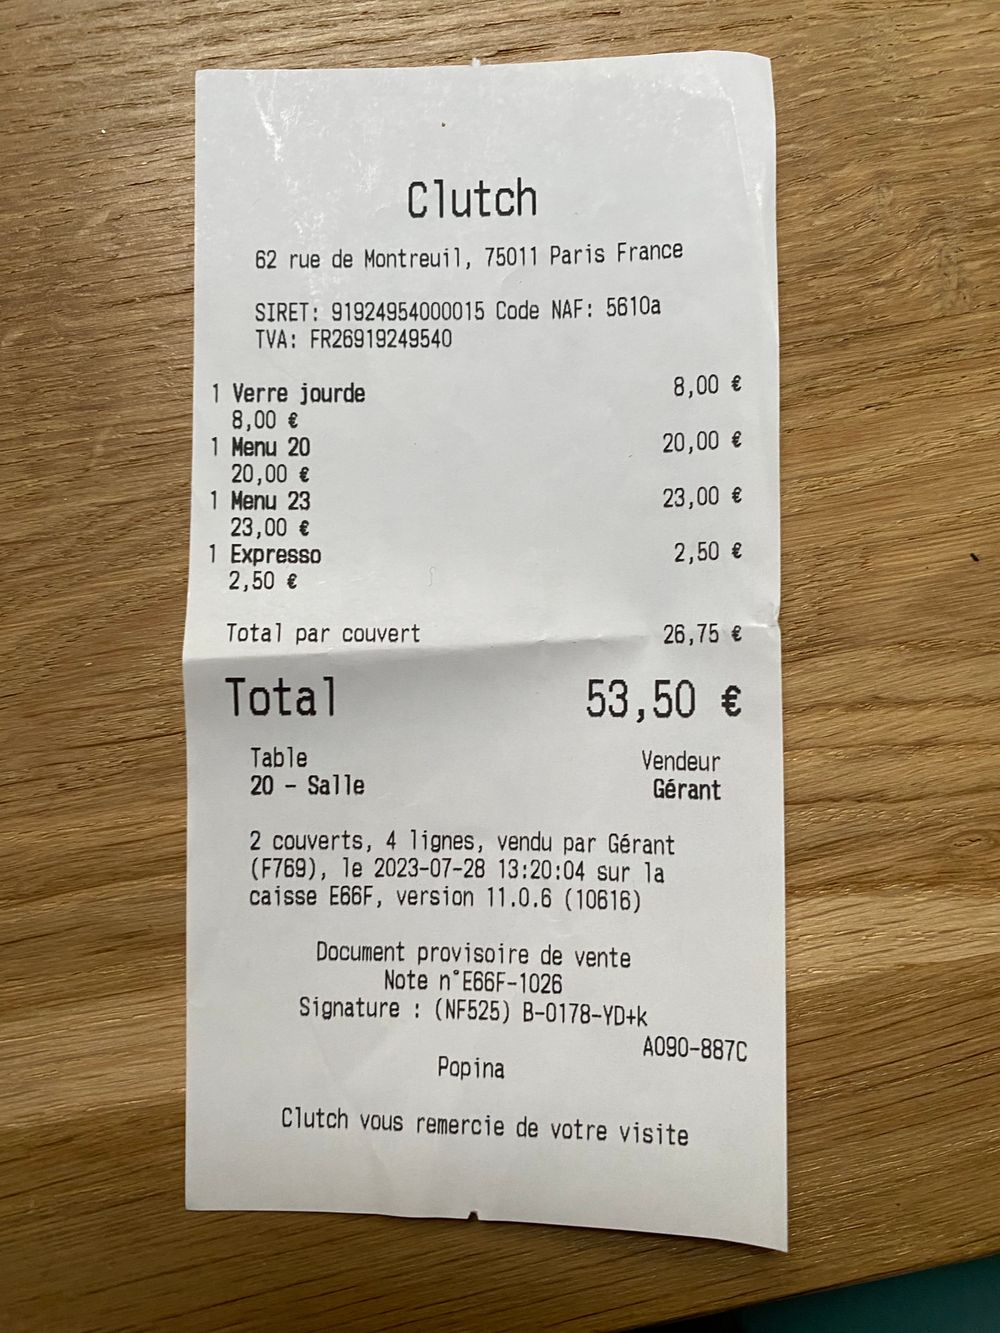 Clutch
62 rue de Montreuil, 75011 Paris France
SIRET: 91924954000015 Code NAF: 5610a
TVA: FR26919249540
1 Verre jourde 8,00 €
8,00 €
1 Menu 20 20,00 €
20,00 €
1 Menu 23 23,00 €
23,00 €
1 Expresso 2,50 €
2,50 €
Total par couvert 26,75 €
Total 53,50 €
Table Vendeur
20 - Salle Gérant
2 couverts, 4 lignes, vendu par Gérant
(F769), le 2023-07-28 13:20:04 sur la
caisse E66F, version 11.0.6 (10616)
Document provisoire de vente
Note n°E66F-1026
Signature : (NF525) B-0178-YD+k
A090-887C
Popina
Clutch vous remercie de votre visite